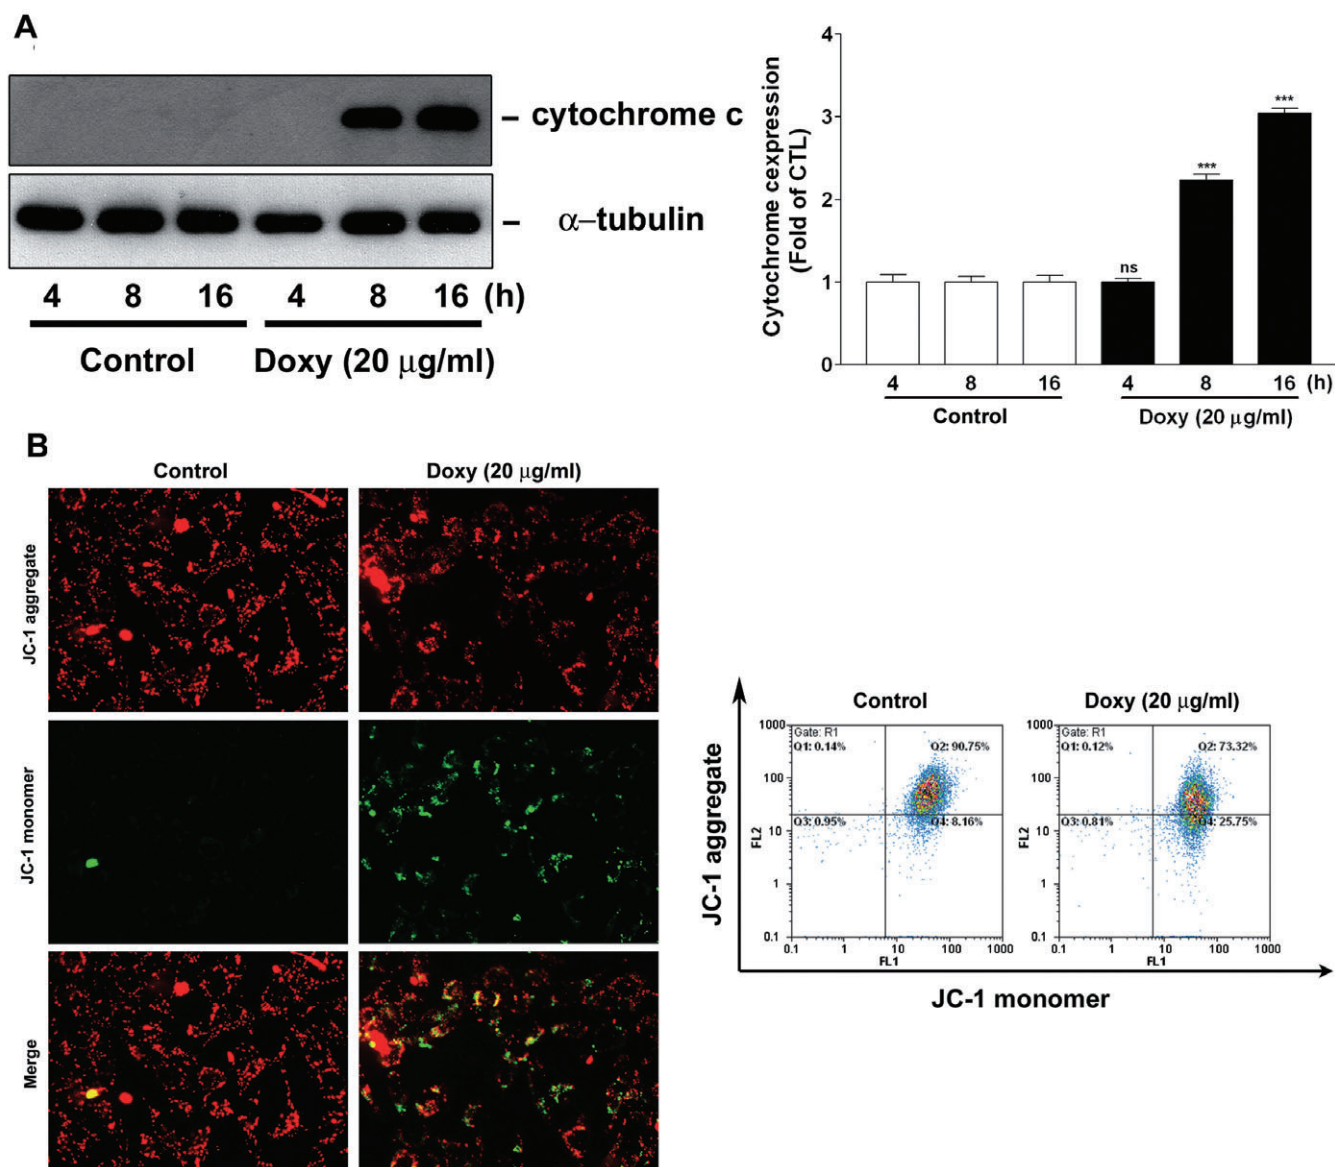 A
cytochrome c
α–tubulin
4 8 16 4 8 16 (h)
Control Doxy (20 μg/ml)
Cytochrome cexpression
(Fold of CTL)
4
3
2
1
0
ns
***
***
4 8 16 4 8 16 (h)
Control Doxy (20 μg/ml)
B
Control Doxy (20 μg/ml)
JC-1 aggregate
JC-1 monomer
Merge
JC-1 aggregate
Control
1000
100
10
1
0.1
FL2
Gate: R1
Q1: 0.14% Q2: 90.75%
Q3: 0.95% Q4: 8.16%
0.1 1 10 100 1000
FL1
Doxy (20 μg/ml)
1000
100
10
1
0.1
FL2
Gate: R1
Q1: 0.12% Q2: 73.32%
Q3: 0.81% Q4: 25.75%
0.1 1 10 100 1000
FL1
JC-1 monomer